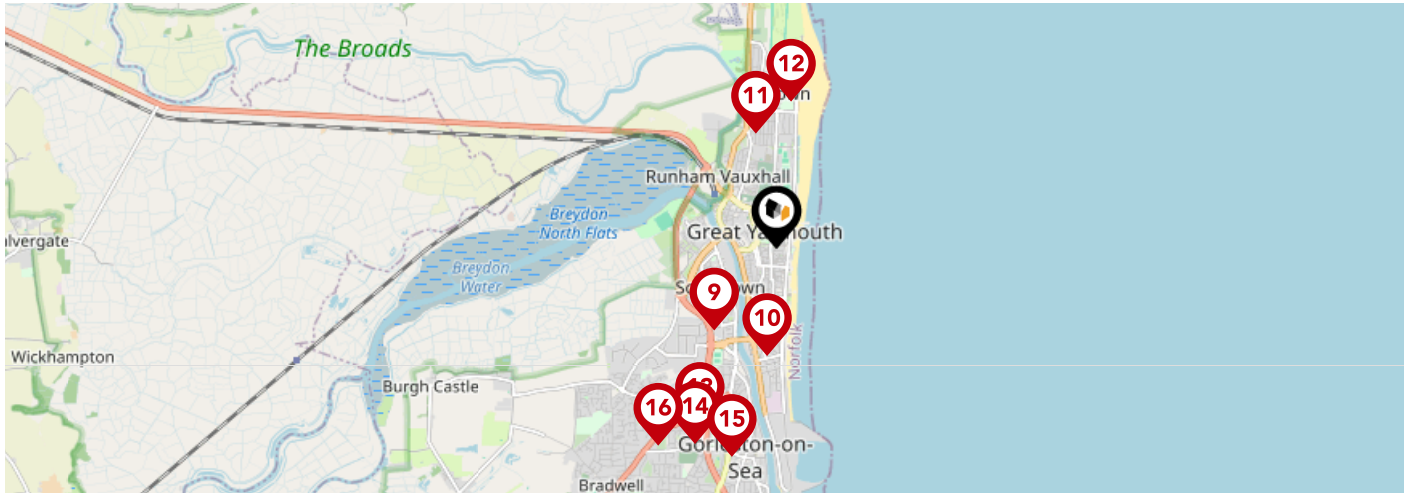 The Broads
12
11
Runham Vauxhall
Breydon
North Flats
Great Yarmouth
alvergate
Breydon
Water
9
10
Norfolk
Wickhampton
Burgh Castle
16
14
15
Gorleston-on-
Sea
Bradwell